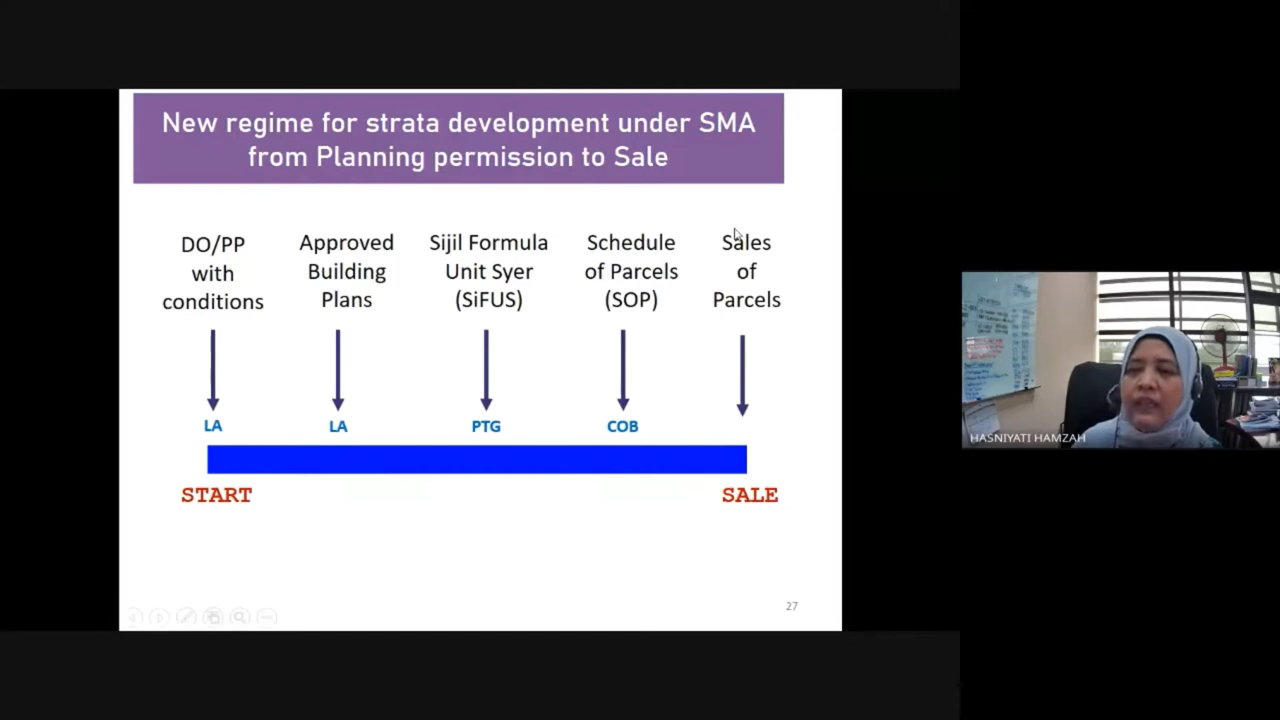 New regime for strata development under SMA
from Planning permission to Sale
DO/PP
with
conditions
Approved
Building
Plans
Sijil Formula
Unit Syer
(SiFUS)
Schedule
of Parcels
(SOP)
Sales
of
Parcels
LA
LA
PTG
COB
START
SALE
27
HASNIYATI HAMZAH